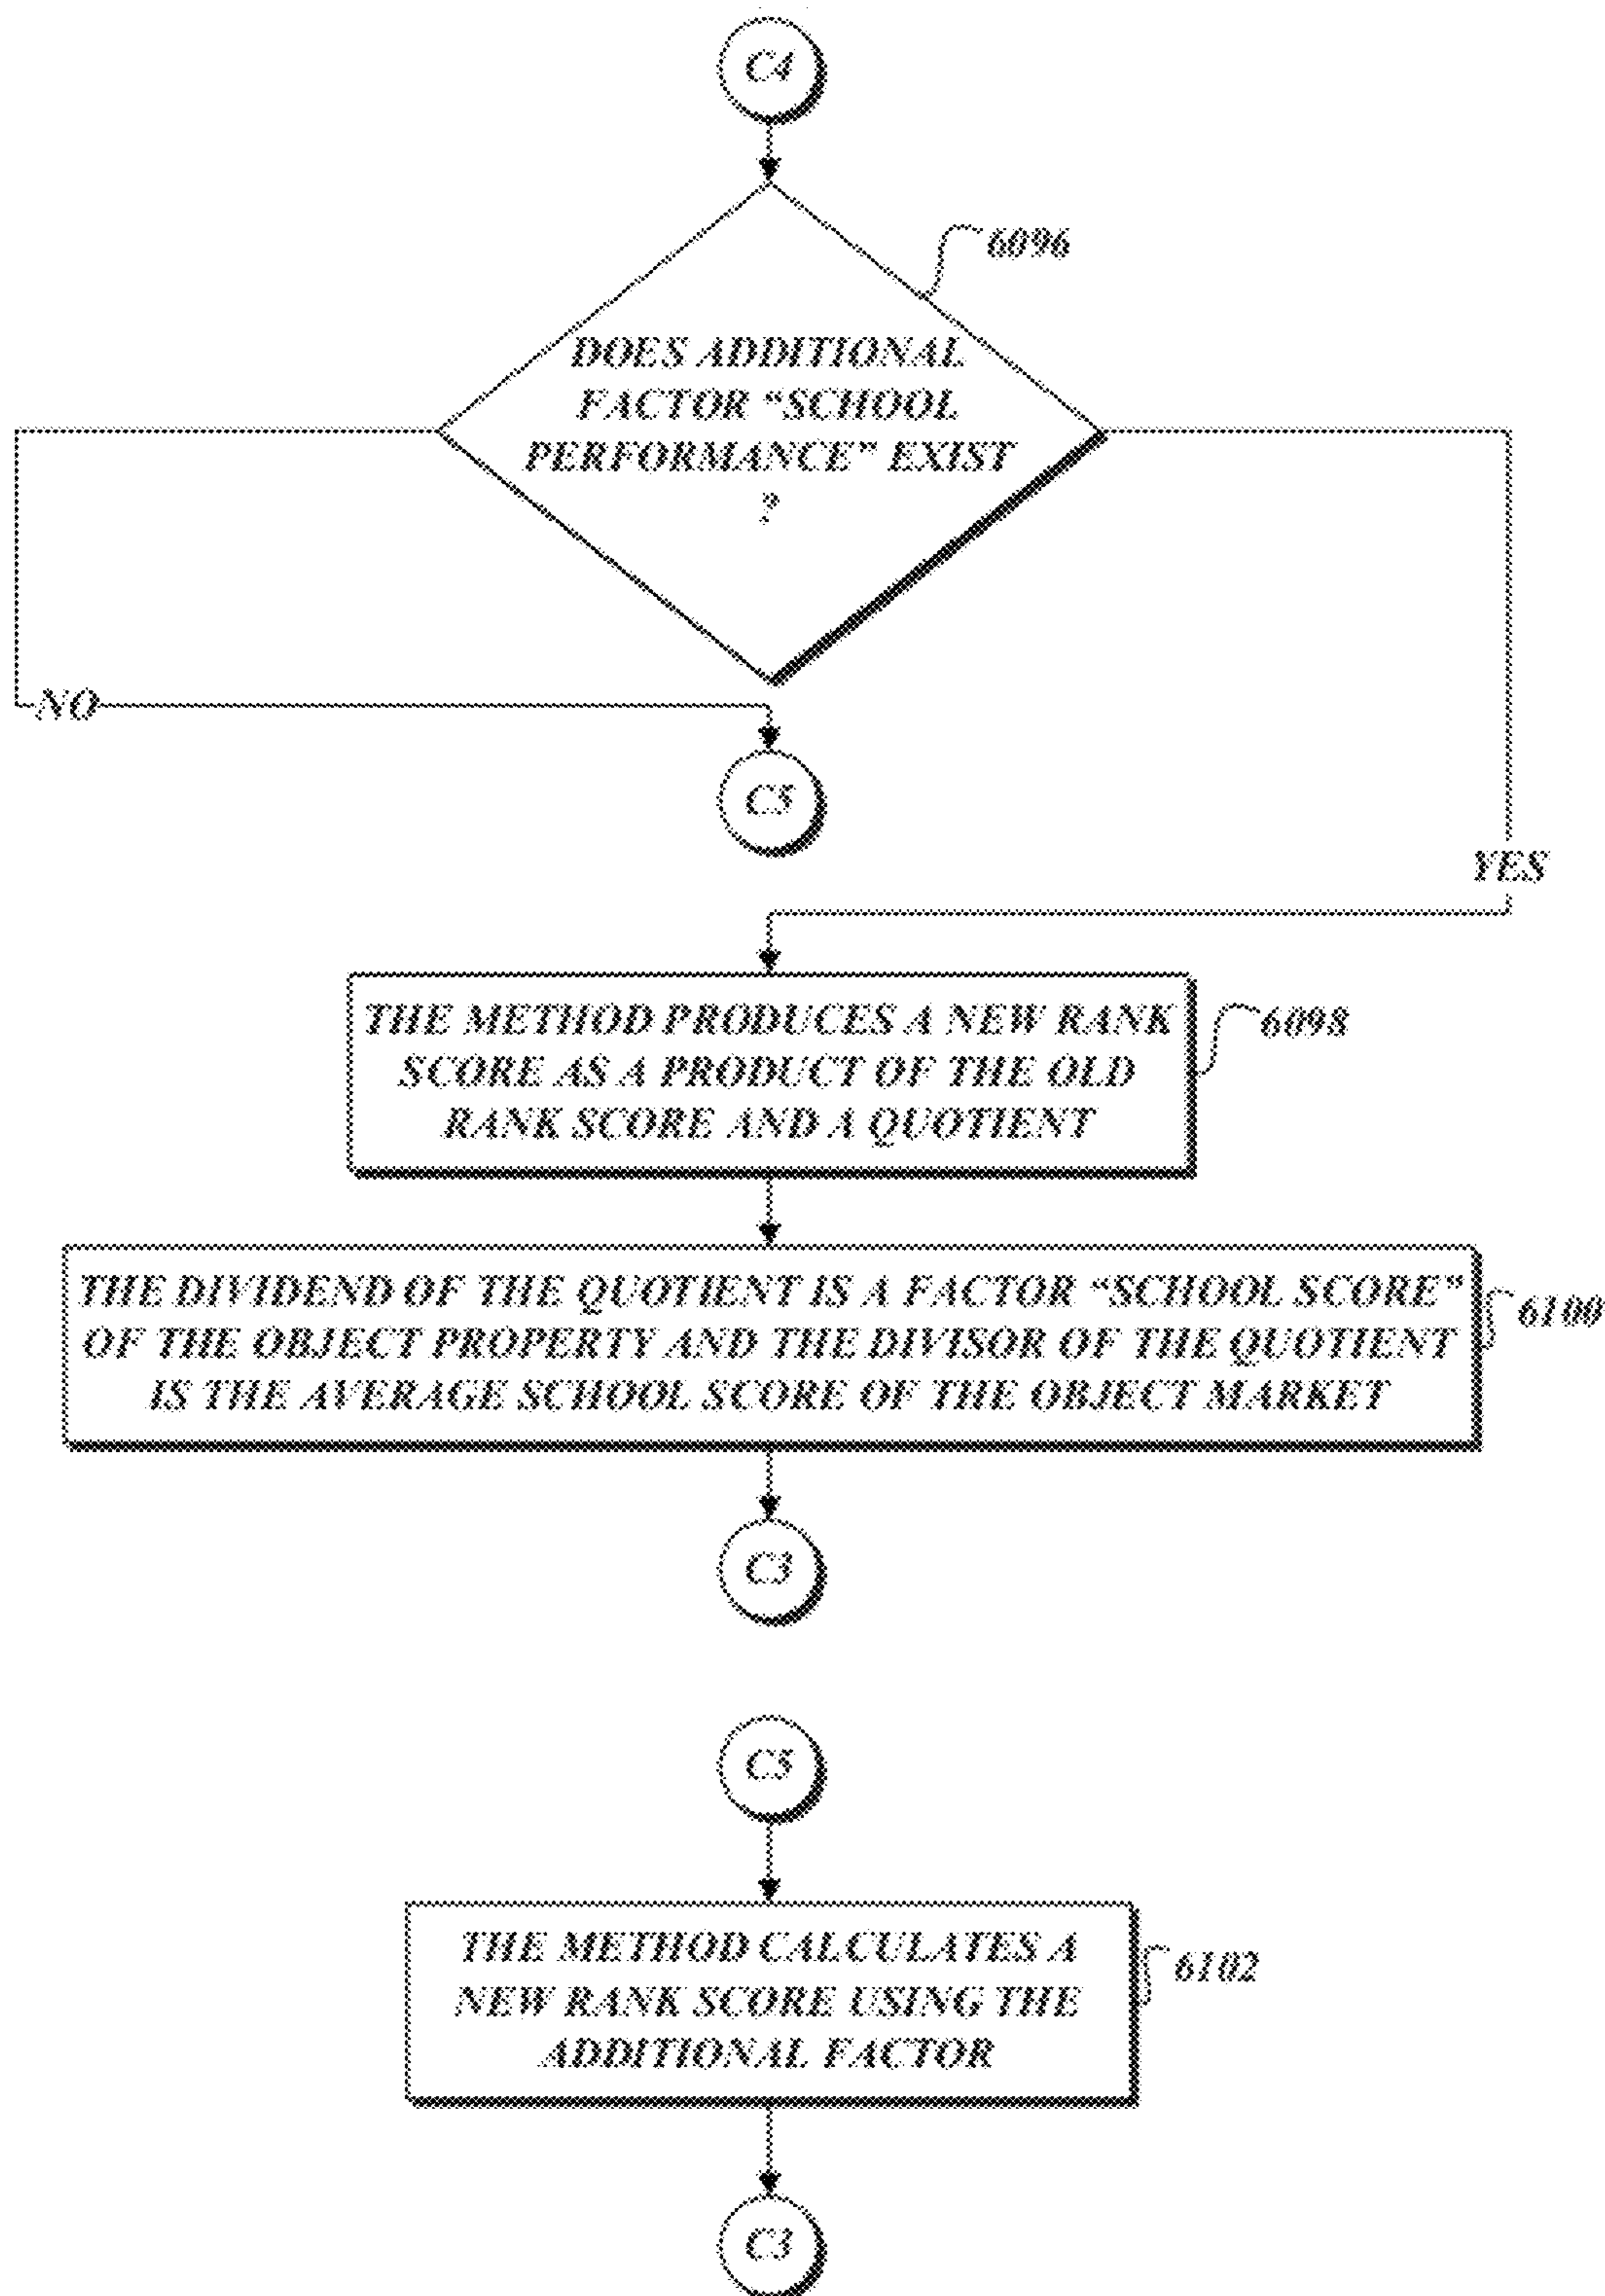 C4
6096
DOES ADDITIONAL
FACTOR “SCHOOL
PERFORMANCE” EXIST
?
NO
C5
YES
THE METHOD PRODUCES A NEW RANK
SCORE AS A PRODUCT OF THE OLD
RANK SCORE AND A QUOTIENT
6098
THE DIVIDEND OF THE QUOTIENT IS A FACTOR “SCHOOL SCORE”
OF THE OBJECT PROPERTY AND THE DIVISOR OF THE QUOTIENT
IS THE AVERAGE SCHOOL SCORE OF THE OBJECT MARKET
6100
C3
C5
THE METHOD CALCULATES A
NEW RANK SCORE USING THE
ADDITIONAL FACTOR
6102
C3